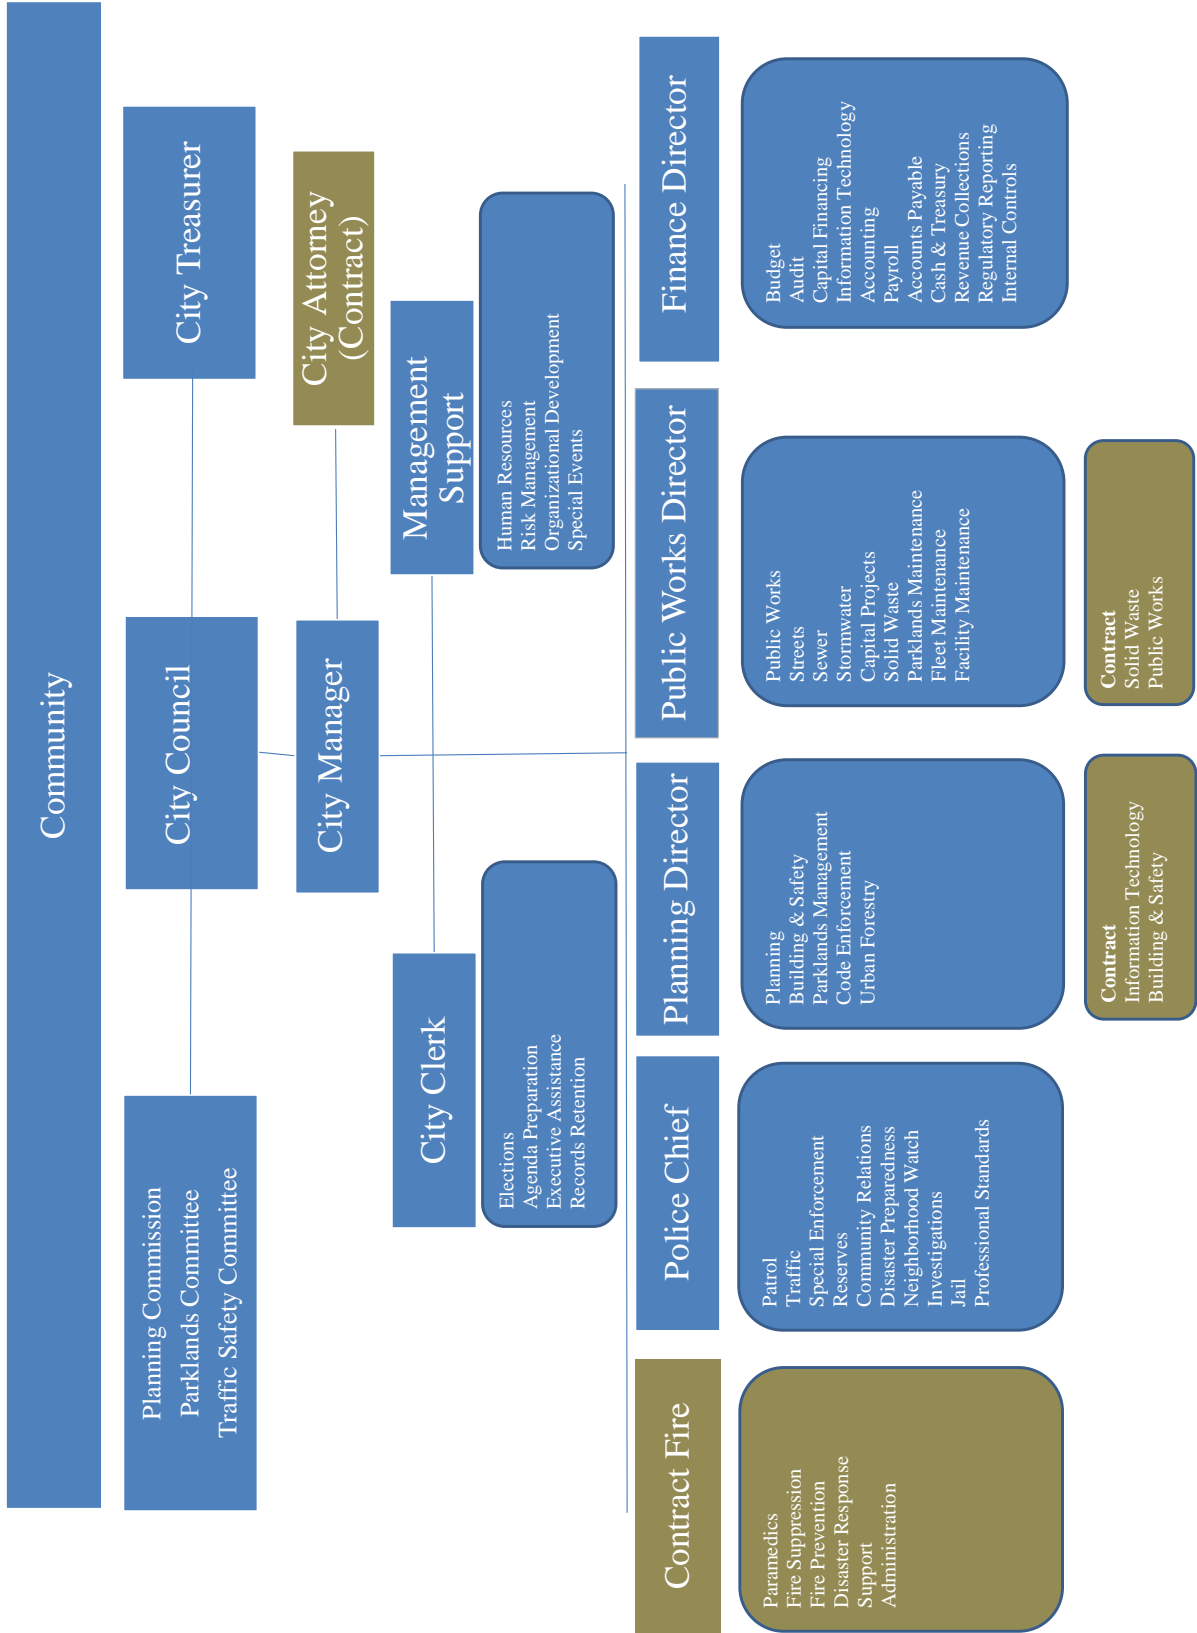 Community
Planning Commission
Parklands Committee
Traffic Safety Committee
City Council
City Treasurer
City Manager
City Attorney
(Contract)
City Clerk
Elections
Agenda Preparation
Executive Assistance
Records Retention
Management
Support
Human Resources
Risk Management
Organizational Development
Special Events
Contract Fire
Paramedics
Fire Suppression
Fire Prevention
Disaster Response
Support
Administration
Police Chief
Patrol
Traffic
Special Enforcement
Reserves
Community Relations
Disaster Preparedness
Neighborhood Watch
Investigations
Jail
Professional Standards
Planning Director
Planning
Building & Safety
Parklands Management
Code Enforcement
Urban Forestry
Contract
Information Technology
Building & Safety
Public Works Director
Public Works
Streets
Sewer
Stormwater
Capital Projects
Solid Waste
Parklands Maintenance
Fleet Maintenance
Facility Maintenance
Contract
Solid Waste
Public Works
Finance Director
Budget
Audit
Capital Financing
Information Technology
Accounting
Payroll
Accounts Payable
Cash & Treasury
Revenue Collections
Regulatory Reporting
Internal Controls